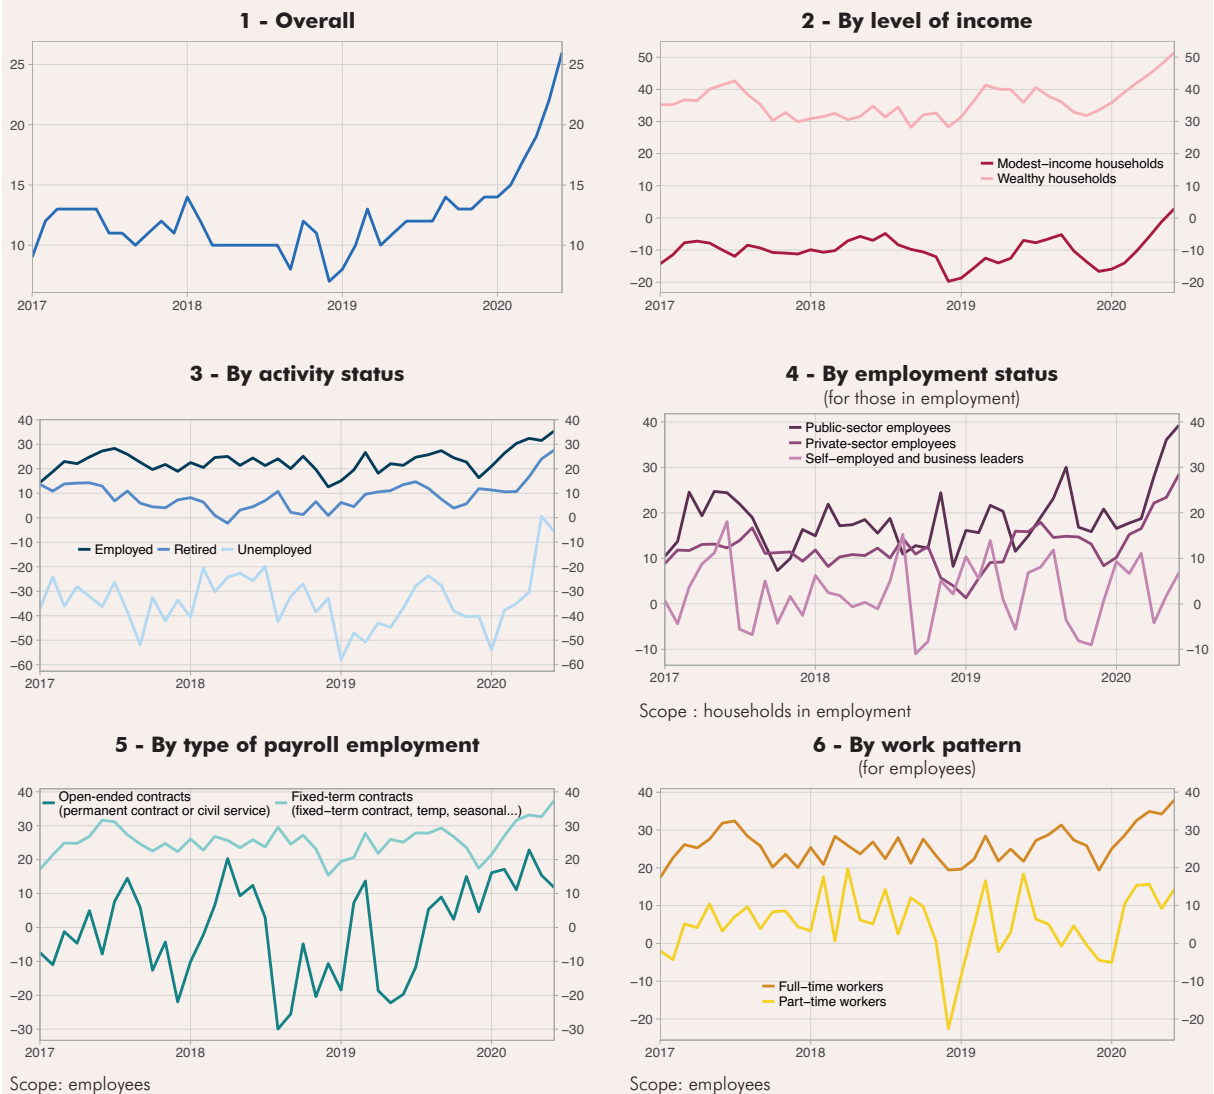 1 - Overall
25 25
20 20
15 15
10 10
2017 2018 2019 2020
2 - By level of income
50 50
40 40
30 30
20 20
10 10
0 0
−10 −10
−20 −20
Modest−income households
Wealthy households
2017 2018 2019 2020
3 - By activity status
40 40
30 30
20 20
10 10
0 0
−10 −10
−20 −20
−30 −30
−40 −40
−50 −50
−60 −60
Employed Retired Unemployed
2017 2018 2019 2020
4 - By employment status
(for those in employment)
40 40
30 30
20 20
10 10
0 0
−10 −10
Public-sector employees
Private-sector employees
Self-employed and business leaders
2017 2018 2019 2020
Scope : households in employment
5 - By type of payroll employment
40 40
30 30
20 20
10 10
0 0
−10 −10
−20 −20
−30 −30
Open-ended contracts
(permanent contract or civil service)
Fixed-term contracts
(fixed−term contract, temp, seasonal...)
2017 2018 2019 2020
Scope: employees
6 - By work pattern
(for employees)
40 40
30 30
20 20
10 10
0 0
−10 −10
−20 −20
Full−time workers
Part−time workers
2017 2018 2019 2020
Scope: employees